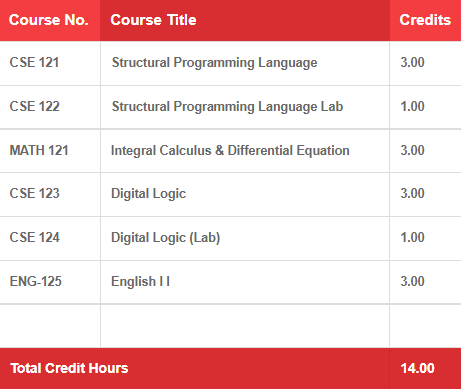 Course No. Course Title Credits
CSE 121 Structural Programming Language 3.00
CSE 122 Structural Programming Language Lab 1.00
MATH 121 Integral Calculus & Differential Equation 3.00
CSE 123 Digital Logic 3.00
CSE 124 Digital Logic (Lab) 1.00
ENG-125 English I I 3.00
Total Credit Hours 14.00